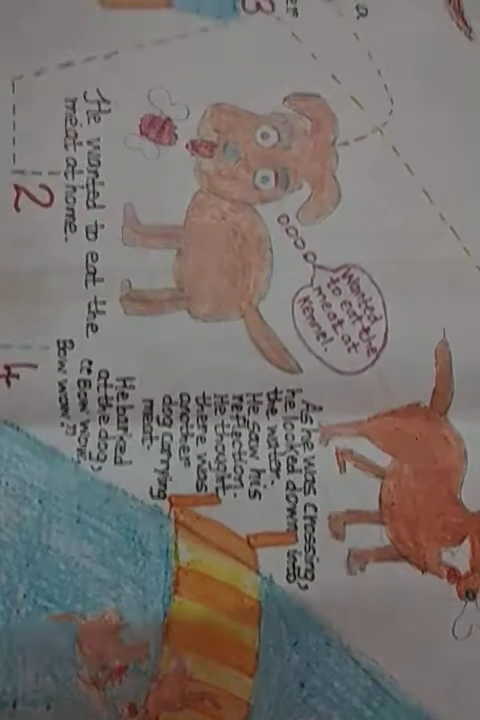 a
er
3
Wanted
to eat the
meat at
kennel.
He wanted to eat the
meat at home.
2
As he was crossing,
he looked down into
the water.
He saw his
reflection.
He thought
there was
another
dog carrying
meat.
He barked
at the dog,
"Bow wow,
Bow wow?"
4